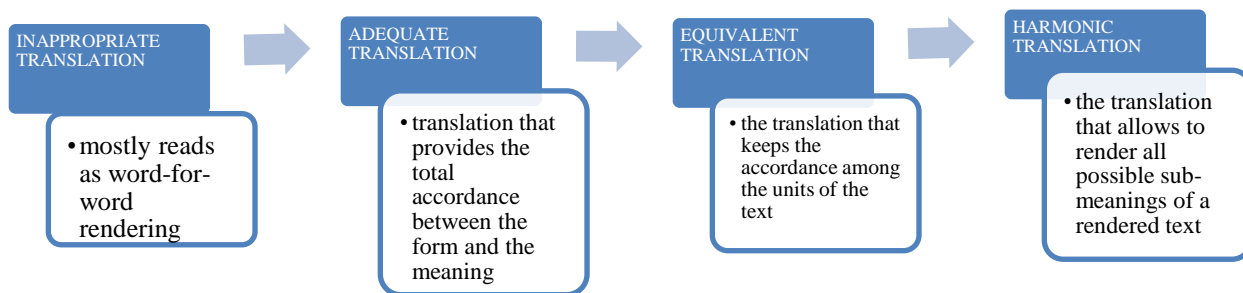 INAPPROPRIATE
TRANSLATION
• mostly reads
as word-for-
word
rendering
ADEQUATE
TRANSLATION
• translation that
provides the
total
accordance
between the
form and the
meaning
EQUIVALENT
TRANSLATION
• the translation that
keeps the
accordance among
the units of the
text
HARMONIC
TRANSLATION
• the translation
that allows to
render all
possible sub-
meanings of a
rendered text